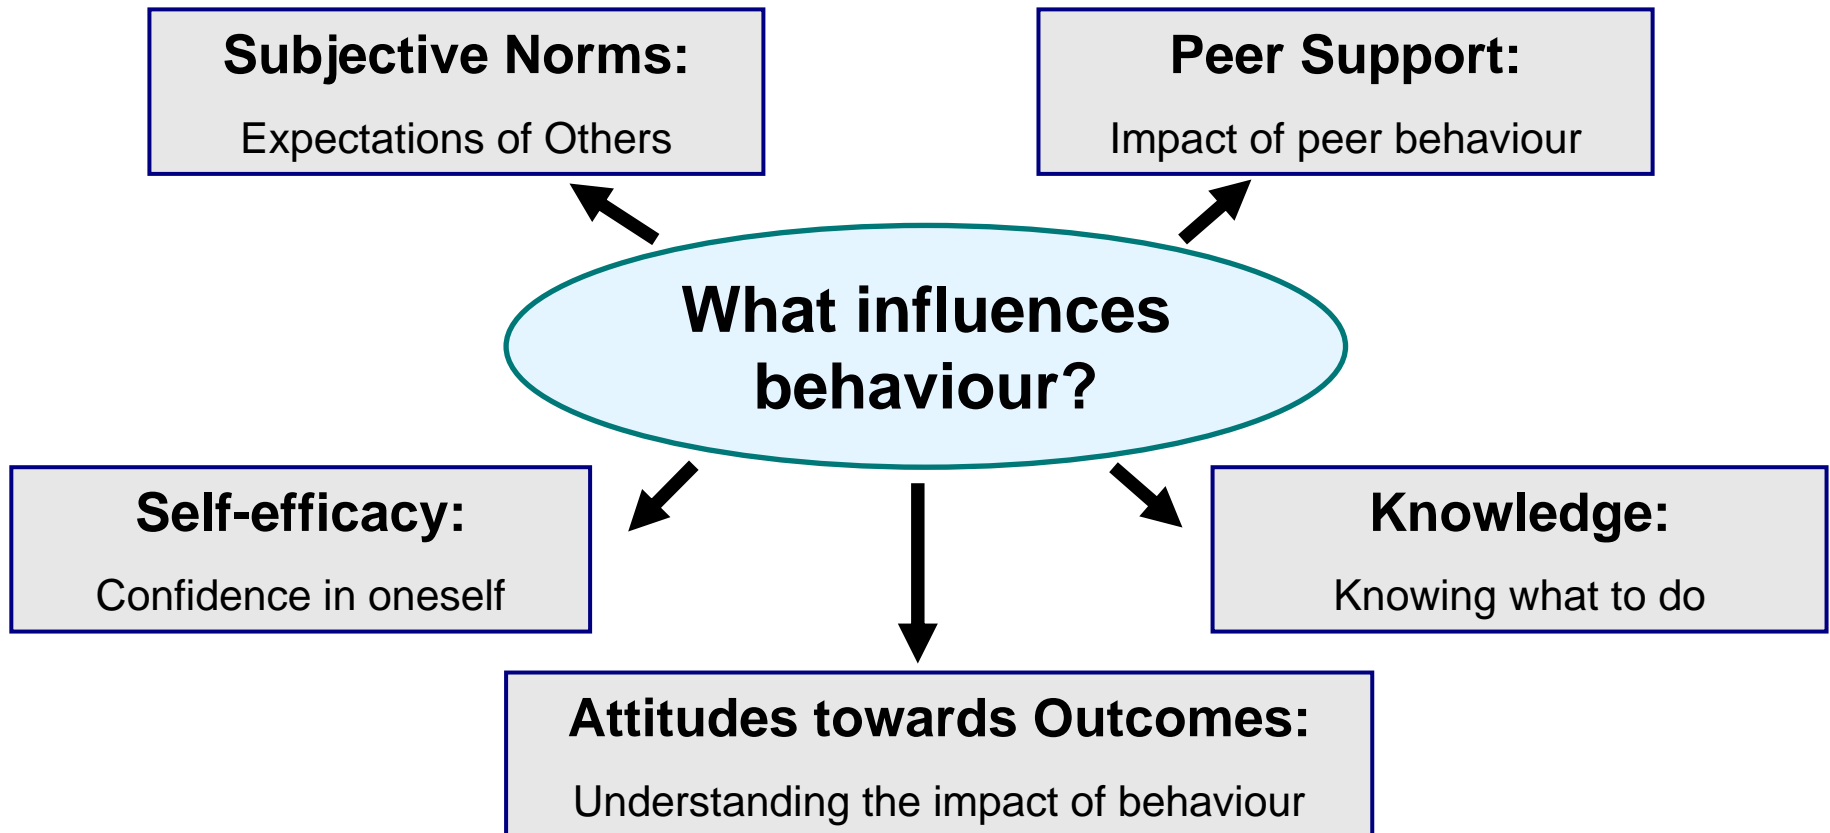 Subjective Norms:
Expectations of Others
Peer Support:
Impact of peer behaviour
What influences
behaviour?
Self-efficacy:
Confidence in oneself
Knowledge:
Knowing what to do
Attitudes towards Outcomes:
Understanding the impact of behaviour